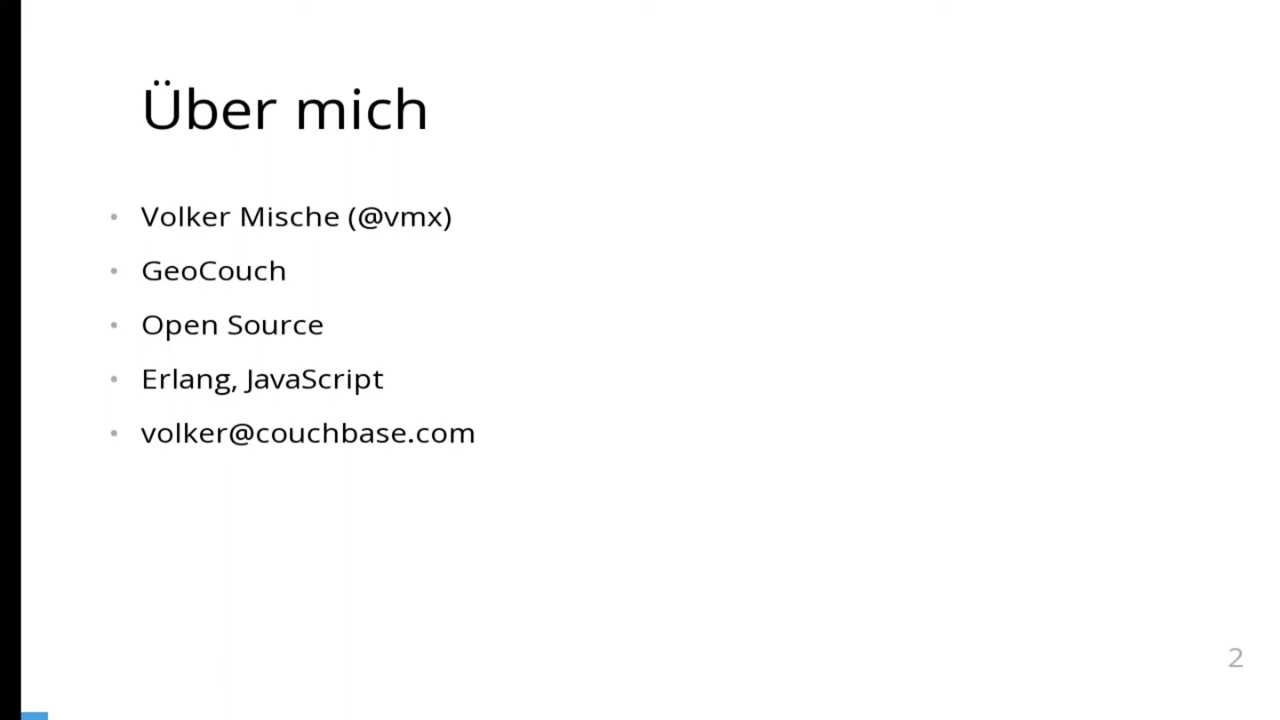 Über mich
• Volker Mische (@vmx)
• GeoCouch
• Open Source
• Erlang, JavaScript
• volker@couchbase.com
2